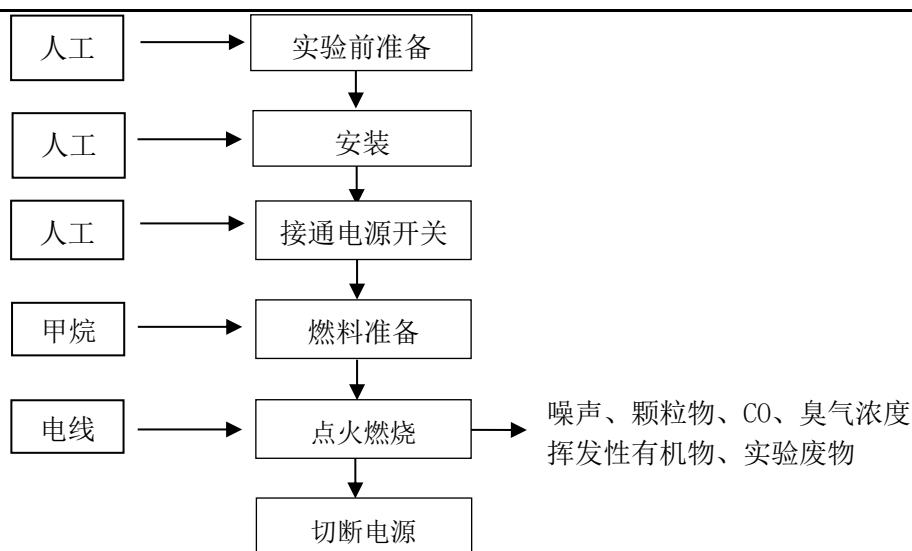 人工
实验前准备
人工
安装
人工
接通电源开关
甲烷
燃料准备
电线
点火燃烧
噪声、颗粒物、CO、臭气浓度
挥发性有机物、实验废物
切断电源